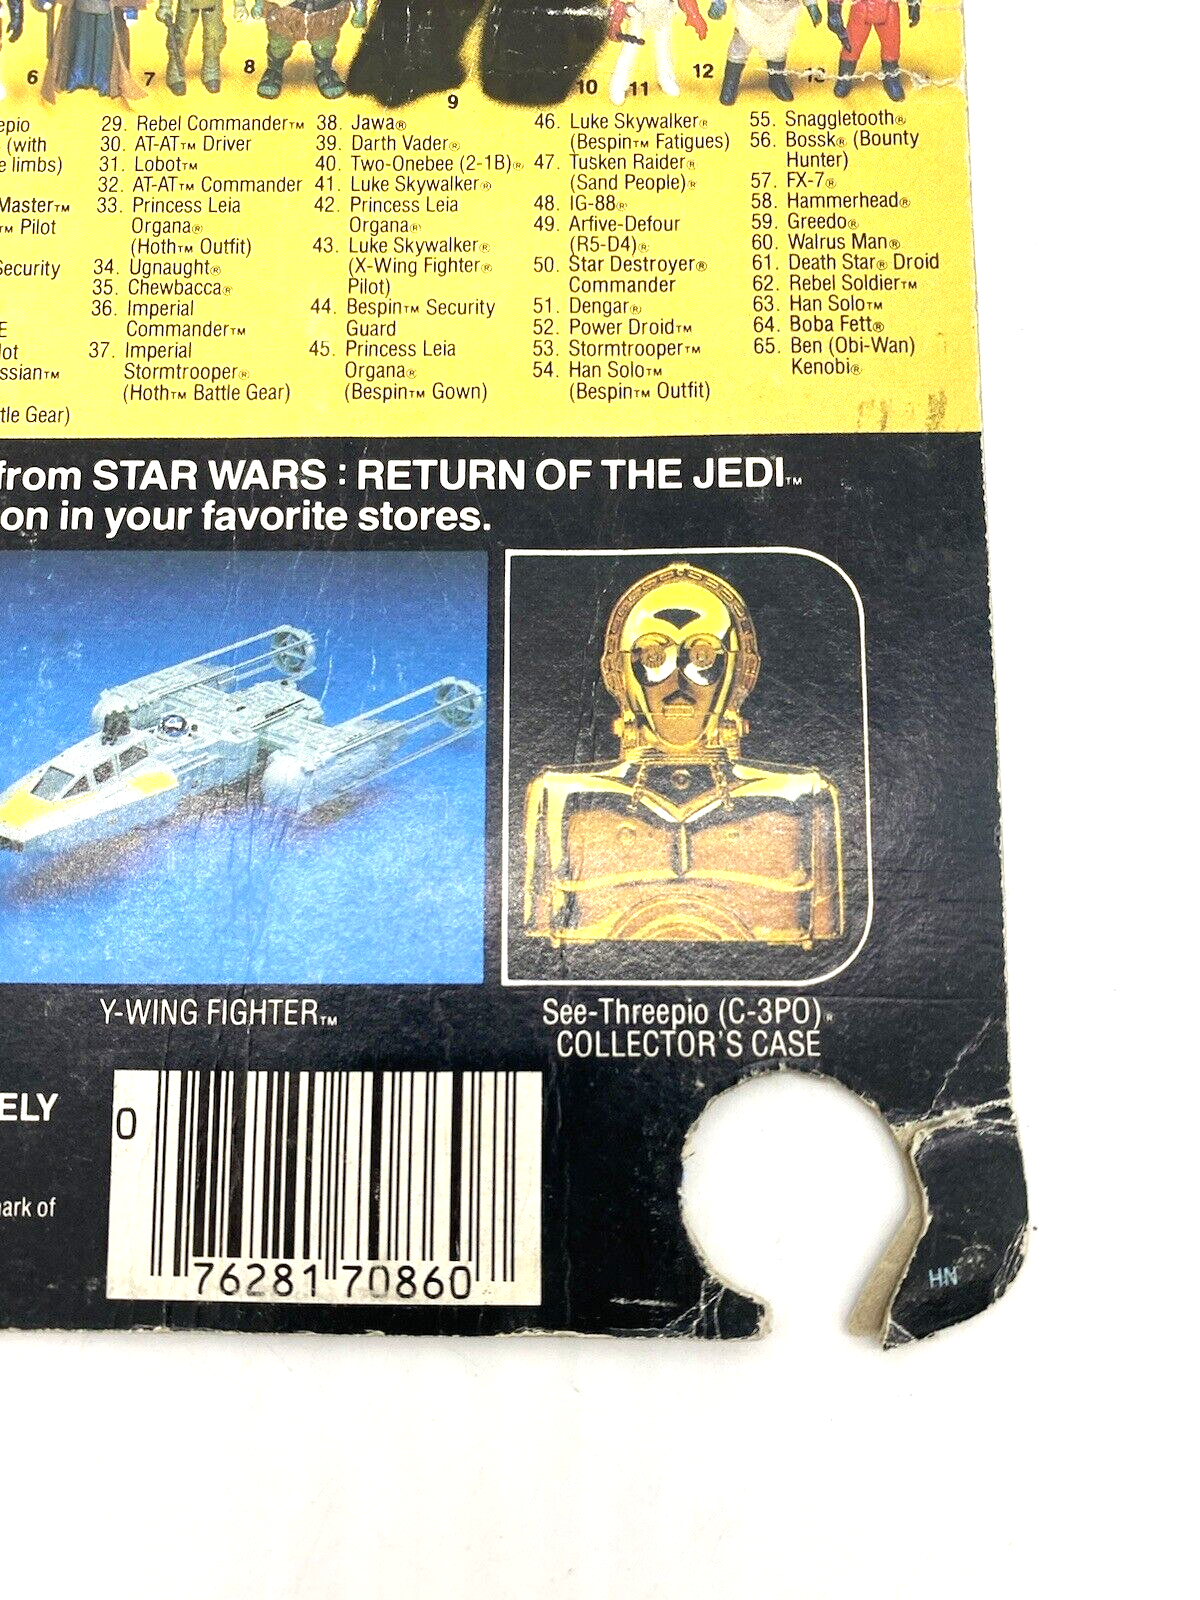 6
7
8
9
10
11
12
13
epio
(with
e limbs)
Master™
™ Pilot
Security
E
lot
ssian™
tle Gear)
29. Rebel Commander™
30. AT-AT™ Driver
31. Lobot™
32. AT-AT™ Commander
33. Princess Leia
Organa®
(Hoth™ Outfit)
34. Ugnaught®
35. Chewbacca®
36. Imperial
Commander™
37. Imperial
Stormtrooper®
(Hoth™ Battle Gear)
38. Jawa®
39. Darth Vader®
40. Two-Onebee (2-1B)®
41. Luke Skywalker®
42. Princess Leia
Organa®
43. Luke Skywalker®
(X-Wing Fighter®
Pilot)
44. Bespin™ Security
Guard
45. Princess Leia
Organa®
(Bespin™ Gown)
46. Luke Skywalker®
(Bespin™ Fatigues)
47. Tusken Raider®
(Sand People)®
48. IG-88®
49. Arfive-Defour
(R5-D4)®
50. Star Destroyer®
Commander
51. Dengar®
52. Power Droid™
53. Stormtrooper™
54. Han Solo™
(Bespin™ Outfit)
55. Snaggletooth®
56. Bossk® (Bounty
Hunter)
57. FX-7®
58. Hammerhead®
59. Greedo®
60. Walrus Man®
61. Death Star® Droid
62. Rebel Soldier™
63. Han Solo™
64. Boba Fett®
65. Ben (Obi-Wan)
Kenobi®
from STAR WARS : RETURN OF THE JEDI™
on in your favorite stores.
Y-WING FIGHTER™
See-Threepio (C-3PO)®
COLLECTOR'S CASE
ELY
nark of
0
76281 70860
HN